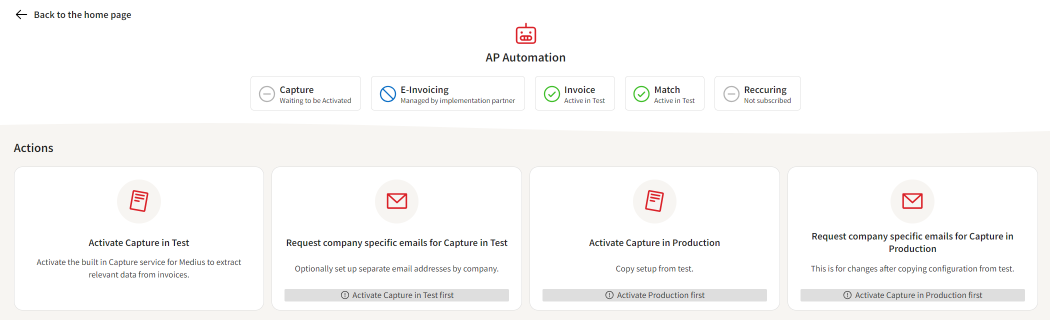 Back to the home page
AP Automation
Capture
Waiting to be Activated
E-Invoicing
Managed by implementation partner
Invoice
Active in Test
Match
Active in Test
Reccuring
Not subscribed
Actions
Activate Capture in Test
Activate the built in Capture service for Medius to extract
relevant data from invoices.
Request company specific emails for Capture in Test
Optionally set up separate email addresses by company.
Activate Capture in Test first
Activate Capture in Production
Copy setup from test.
Activate Production first
Request company specific emails for Capture in
Production
This is for changes after copying configuration from test.
Activate Capture in Production first